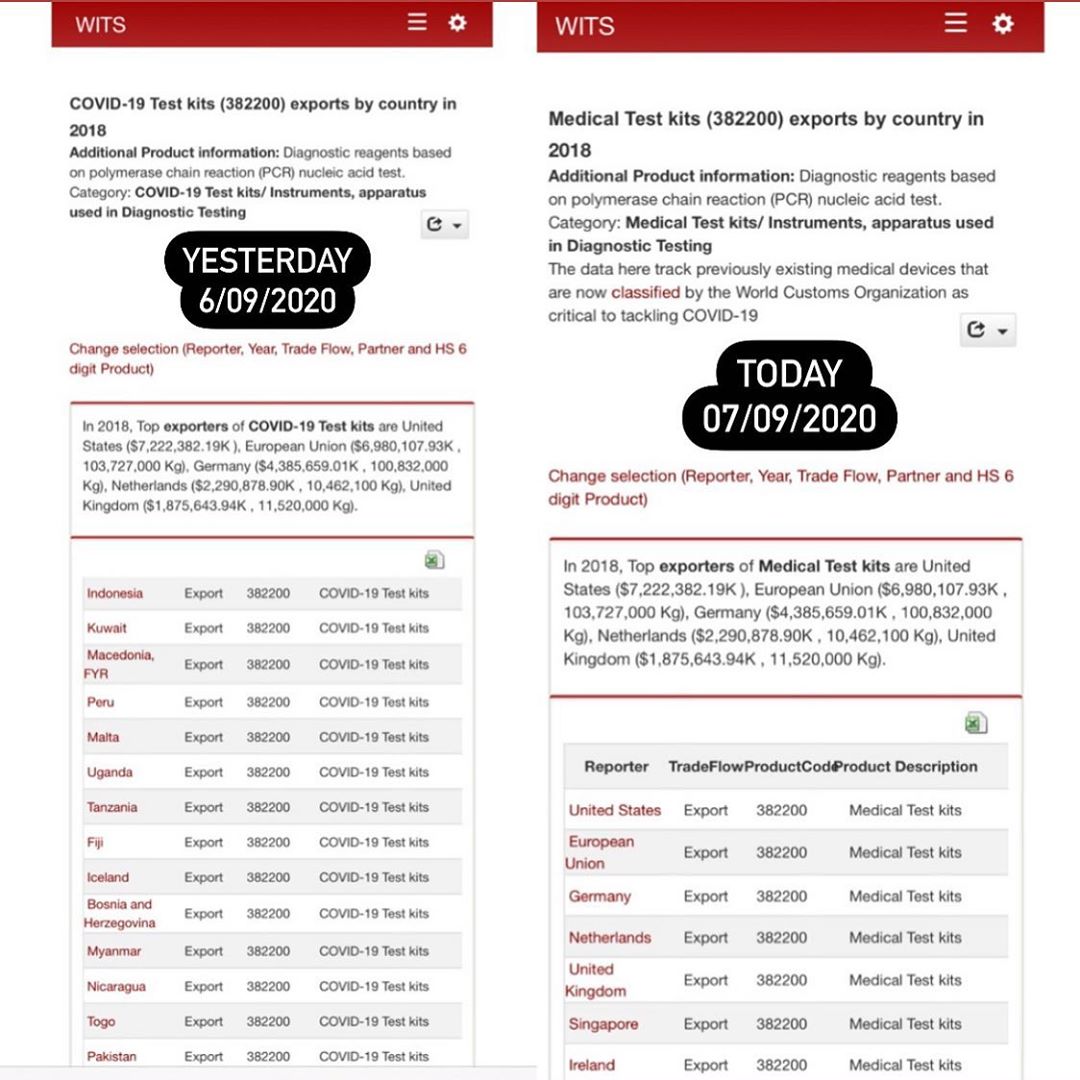 WITS
COVID-19 Test kits (382200) exports by country in
2018
Additional Product information: Diagnostic reagents based
on polymerase chain reaction (PCR) nucleic acid test.
Category: COVID-19 Test kits/ Instruments, apparatus
used in Diagnostic Testing
YESTERDAY
6/09/2020
Change selection (Reporter, Year, Trade Flow, Partner and HS 6
digit Product)
In 2018, Top exporters of COVID-19 Test kits are United
States ($7,222,382.19K ), European Union ($6,980,107.93K ,
103,727,000 Kg), Germany ($4,385,659.01K , 100,832,000
Kg), Netherlands ($2,290,878.90K , 10,462,100 Kg), United
Kingdom ($1,875,643.94K , 11,520,000 Kg).
Indonesia Export 382200 COVID-19 Test kits
Kuwait Export 382200 COVID-19 Test kits
Macedonia,
FYR Export 382200 COVID-19 Test kits
Peru Export 382200 COVID-19 Test kits
Malta Export 382200 COVID-19 Test kits
Uganda Export 382200 COVID-19 Test kits
Tanzania Export 382200 COVID-19 Test kits
Fiji Export 382200 COVID-19 Test kits
Iceland Export 382200 COVID-19 Test kits
Bosnia and
Herzegovina Export 382200 COVID-19 Test kits
Myanmar Export 382200 COVID-19 Test kits
Nicaragua Export 382200 COVID-19 Test kits
Togo Export 382200 COVID-19 Test kits
Pakistan Export 382200 COVID-19 Test kits
WITS
Medical Test kits (382200) exports by country in
2018
Additional Product information: Diagnostic reagents based
on polymerase chain reaction (PCR) nucleic acid test.
Category: Medical Test kits/ Instruments, apparatus used
in Diagnostic Testing
The data here track previously existing medical devices that
are now classified by the World Customs Organization as
critical to tackling COVID-19
TODAY
07/09/2020
Change selection (Reporter, Year, Trade Flow, Partner and HS 6
digit Product)
In 2018, Top exporters of Medical Test kits are United
States ($7,222,382.19K ), European Union ($6,980,107.93K ,
103,727,000 Kg), Germany ($4,385,659.01K , 100,832,000
Kg), Netherlands ($2,290,878.90K , 10,462,100 Kg), United
Kingdom ($1,875,643.94K , 11,520,000 Kg).
Reporter TradeFlow ProductCode Product Description
United States Export 382200 Medical Test kits
European
Union Export 382200 Medical Test kits
Germany Export 382200 Medical Test kits
Netherlands Export 382200 Medical Test kits
United
Kingdom Export 382200 Medical Test kits
Singapore Export 382200 Medical Test kits
Ireland Export 382200 Medical Test kits